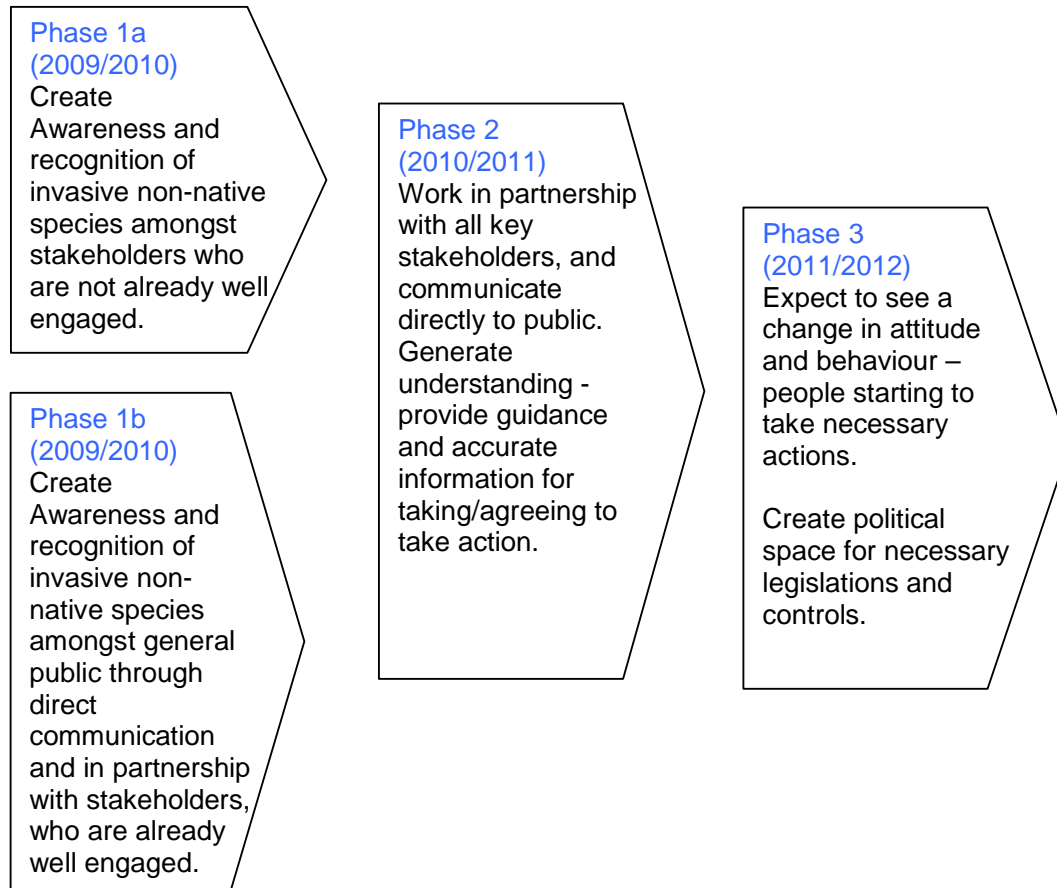 Phase 1a
(2009/2010)
Create
Awareness and
recognition of
invasive non-native
species amongst
stakeholders who
are not already well
engaged.
Phase 1b
(2009/2010)
Create
Awareness and
recognition of
invasive non-
native species
amongst general
public through
direct
communication
and in partnership
with stakeholders,
who are already
well engaged.
Phase 2
(2010/2011)
Work in partnership
with all key
stakeholders, and
communicate
directly to public.
Generate
understanding -
provide guidance
and accurate
information for
taking/agreeing to
take action.
Phase 3
(2011/2012)
Expect to see a
change in attitude
and behaviour –
people starting to
take necessary
actions.
Create political
space for necessary
legislations and
controls.